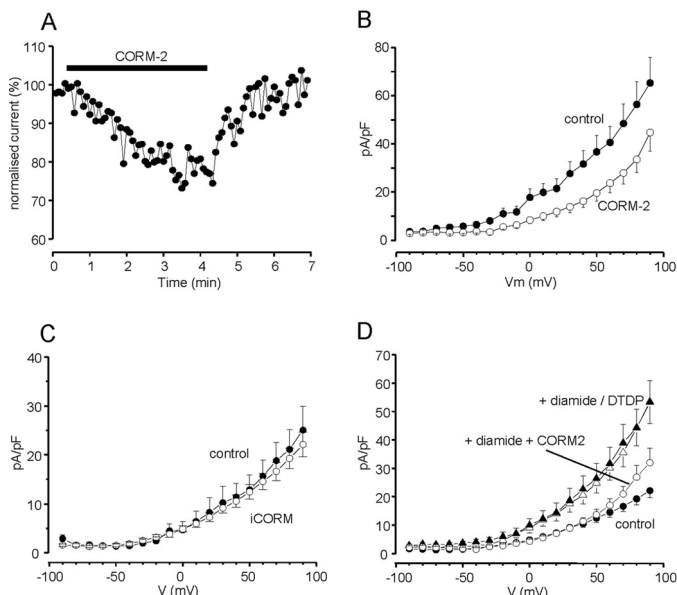 A
CORM-2
110
100
90
80
70
60
normalised current (%)
0 1 2 3 4 5 6 7
Time (min)
B
80
60
40
20
0
pA/pF
control
CORM-2
-100 -50 0 50 100
Vm (mV)
C
40
30
20
10
0
pA/pF
control
iCORM
-100 -50 0 50 100
V (mV)
D
70
60
50
40
30
20
10
0
pA/pF
+ diamide / DTDP
+ diamide + CORM2
control
-100 -50 0 50 100
V (mV)